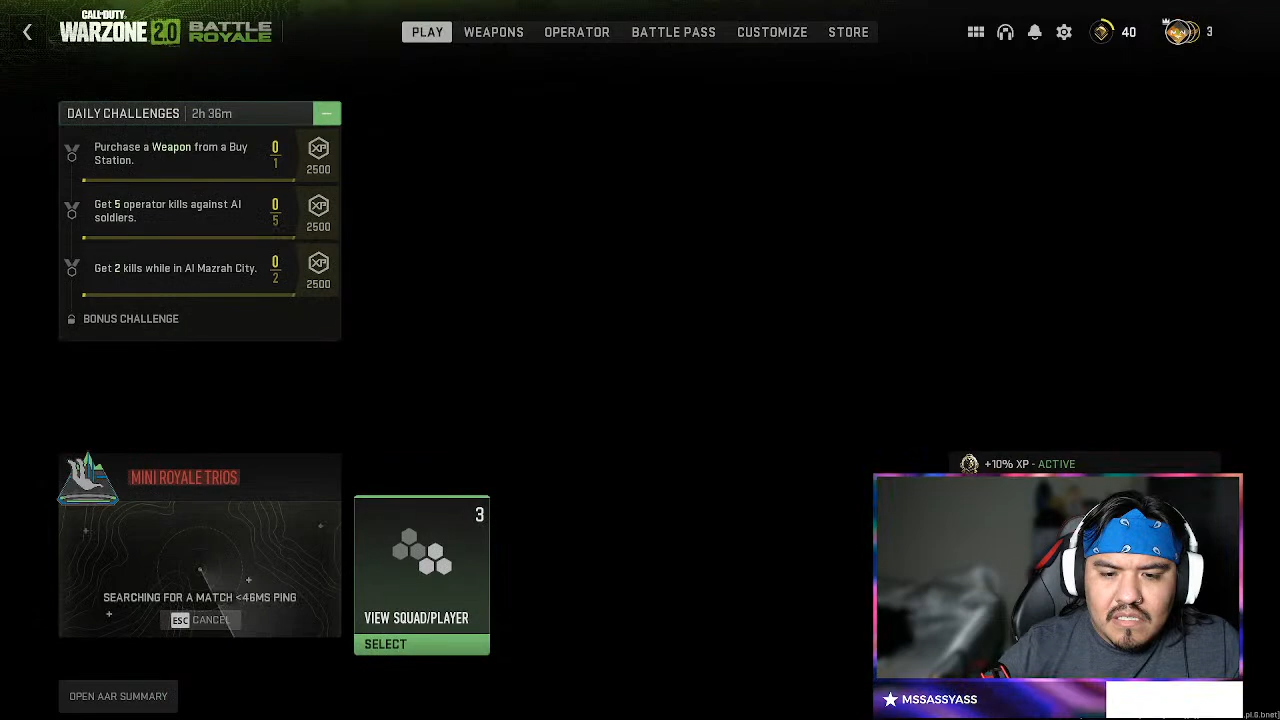 CALL·DUTY
WARZONE 2.0 BATTLE ROYALE
PLAY WEAPONS OPERATOR BATTLE PASS CUSTOMIZE STORE
40
3
DAILY CHALLENGES 2h 36m
Purchase a Weapon from a Buy
Station.
0
1
XP
2500
Get 5 operator kills against AI
soldiers.
0
5
XP
2500
Get 2 kills while in Al Mazrah City.
0
2
XP
2500
BONUS CHALLENGE
MINI ROYALE TRIOS
SEARCHING FOR A MATCH <46MS PING
ESC CANCEL
3
VIEW SQUAD/PLAYER
SELECT
OPEN AAR SUMMARY
+10% XP - ACTIVE
MSSASSYASS
pl.6.bnet]